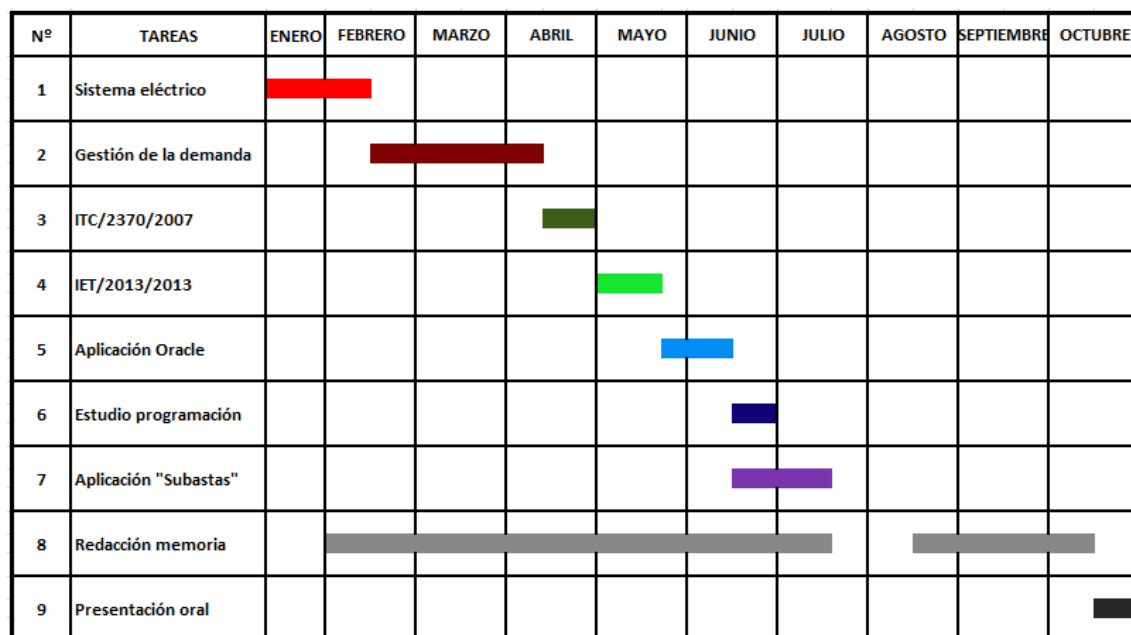 Nº TAREAS ENERO FEBRERO MARZO ABRIL MAYO JUNIO JULIO AGOSTO SEPTIEMBRE OCTUBRE
1 Sistema eléctrico
2 Gestión de la demanda
3 ITC/2370/2007
4 IET/2013/2013
5 Aplicación Oracle
6 Estudio programación
7 Aplicación "Subastas"
8 Redacción memoria
9 Presentación oral